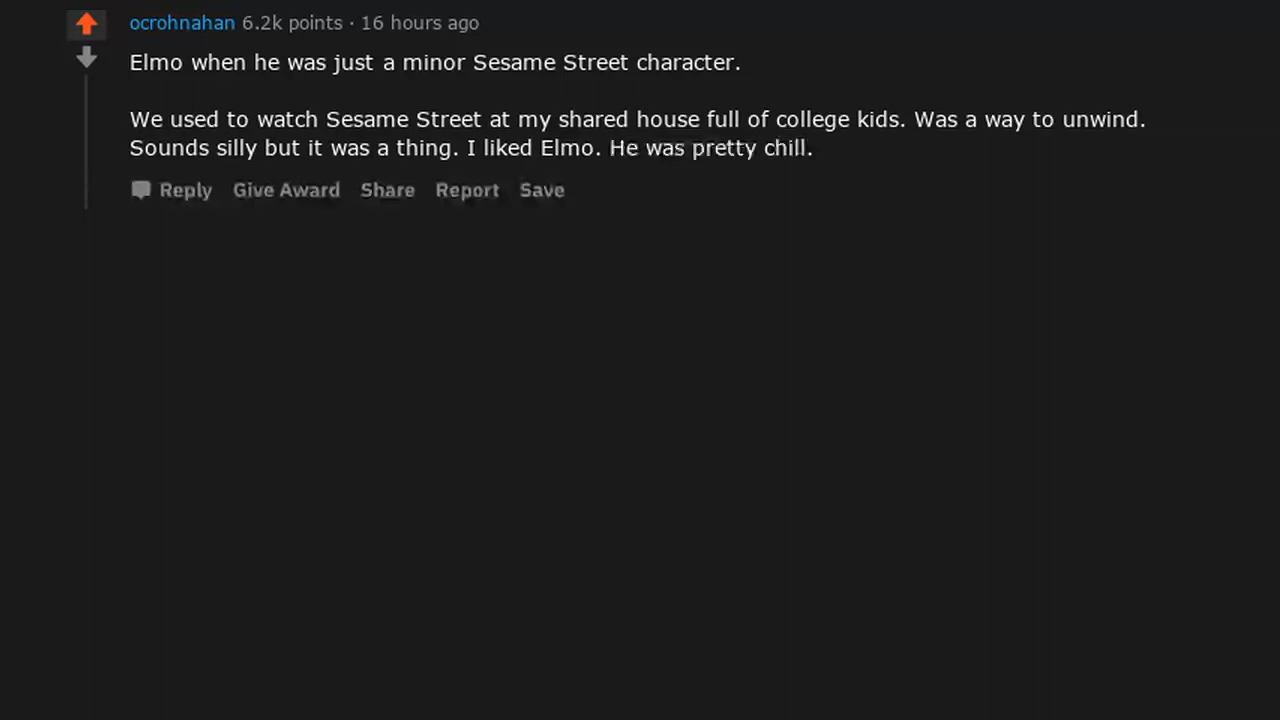 ocrohnahan 6.2k points · 16 hours ago
Elmo when he was just a minor Sesame Street character.
We used to watch Sesame Street at my shared house full of college kids. Was a way to unwind.
Sounds silly but it was a thing. I liked Elmo. He was pretty chill.
Reply Give Award Share Report Save